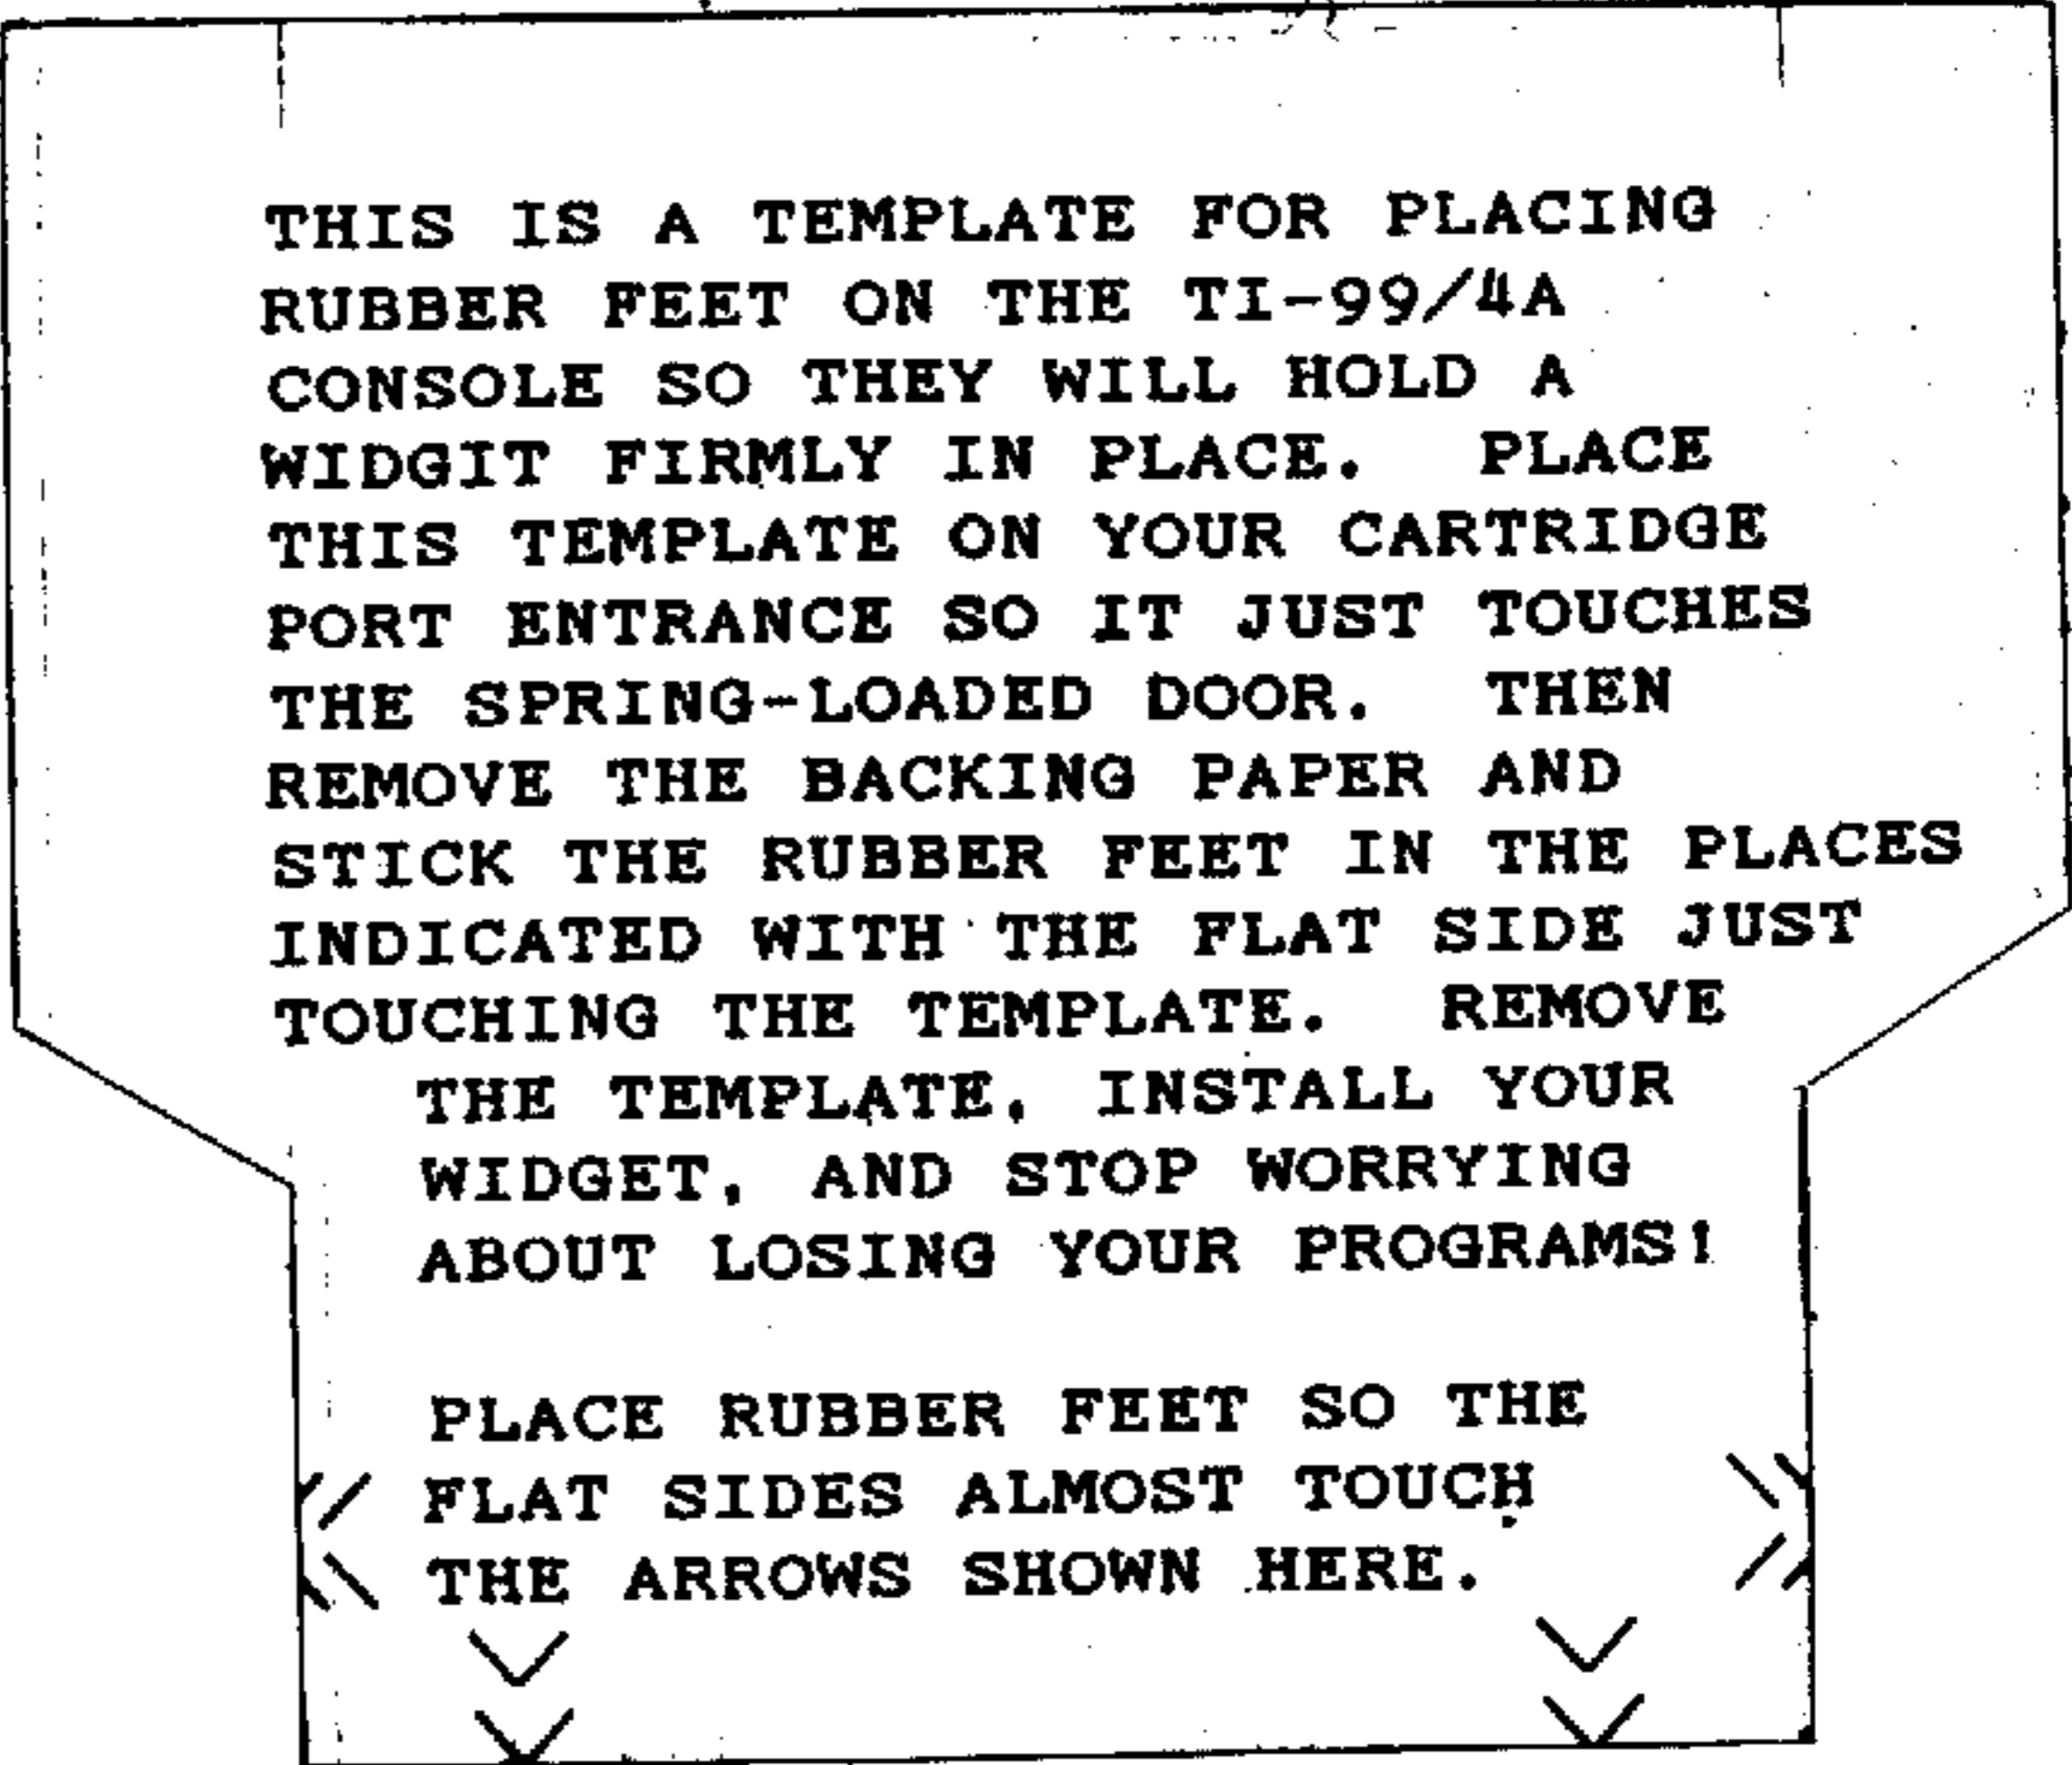 THIS IS A TEMPLATE FOR PLACING
RUBBER FEET ON THE TI-99/4A
CONSOLE SO THEY WILL HOLD A
WIDGIT FIRMLY IN PLACE. PLACE
THIS TEMPLATE ON YOUR CARTRIDGE
PORT ENTRANCE SO IT JUST TOUCHES
THE SPRING-LOADED DOOR. THEN
REMOVE THE BACKING PAPER AND
STICK THE RUBBER FEET IN THE PLACES
INDICATED WITH THE FLAT SIDE JUST
TOUCHING THE TEMPLATE. REMOVE
THE TEMPLATE, INSTALL YOUR
WIDGET, AND STOP WORRYING
ABOUT LOSING YOUR PROGRAMS!
PLACE RUBBER FEET SO THE
FLAT SIDES ALMOST TOUCH
THE ARROWS SHOWN HERE.